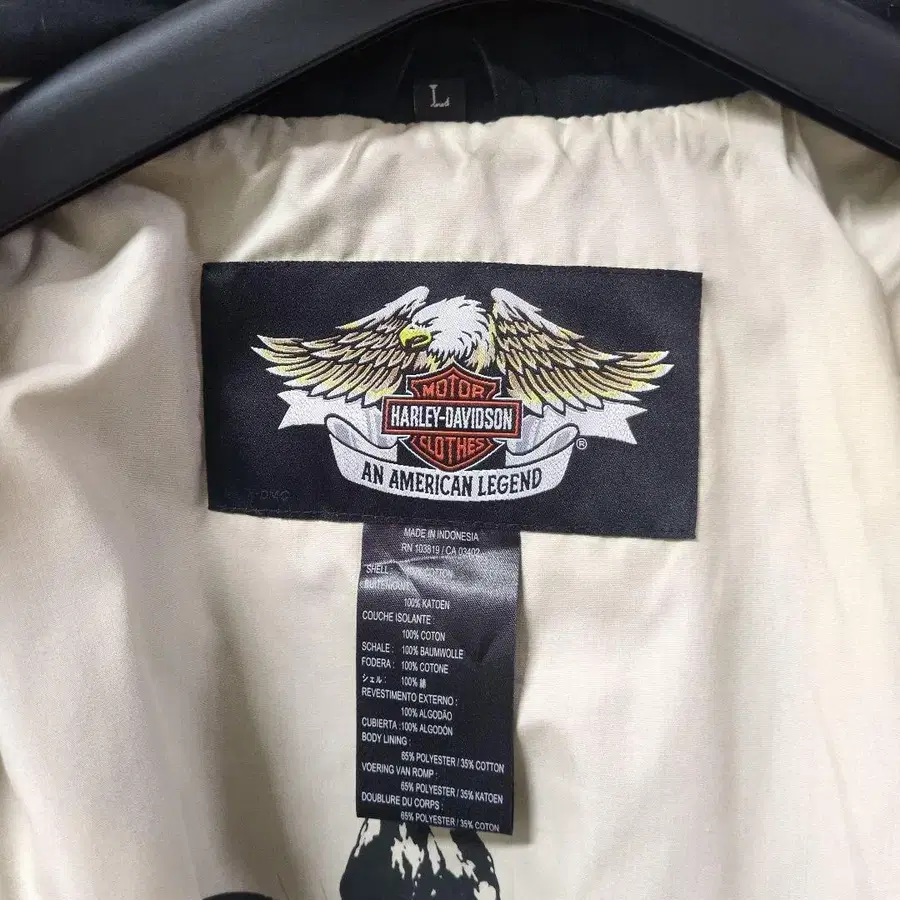 L
MOTOR
HARLEY-DAVIDSON
CLOTHES
®
AN AMERICAN LEGEND
MADE IN INDONESIA
RN 103819 / CA 03402
SHELL
100% KATOEN
COUCHE ISOLANTE :
100% COTON
SCHALE : 100% BAUMWOLLE
FODERA : 100% COTONE
シェル : 100% 綿
REVESTIMENTO EXTERNO :
100% ALGODÃO
CUBIERTA :100% ALGODÓN
BODY LINING :
65% POLYESTER / 35% COTTON
VOERING VAN ROMP :
65% POLYESTER / 35% KATOEN
DOUBLURE DU CORPS :
65% POLYESTER / 35% COTON